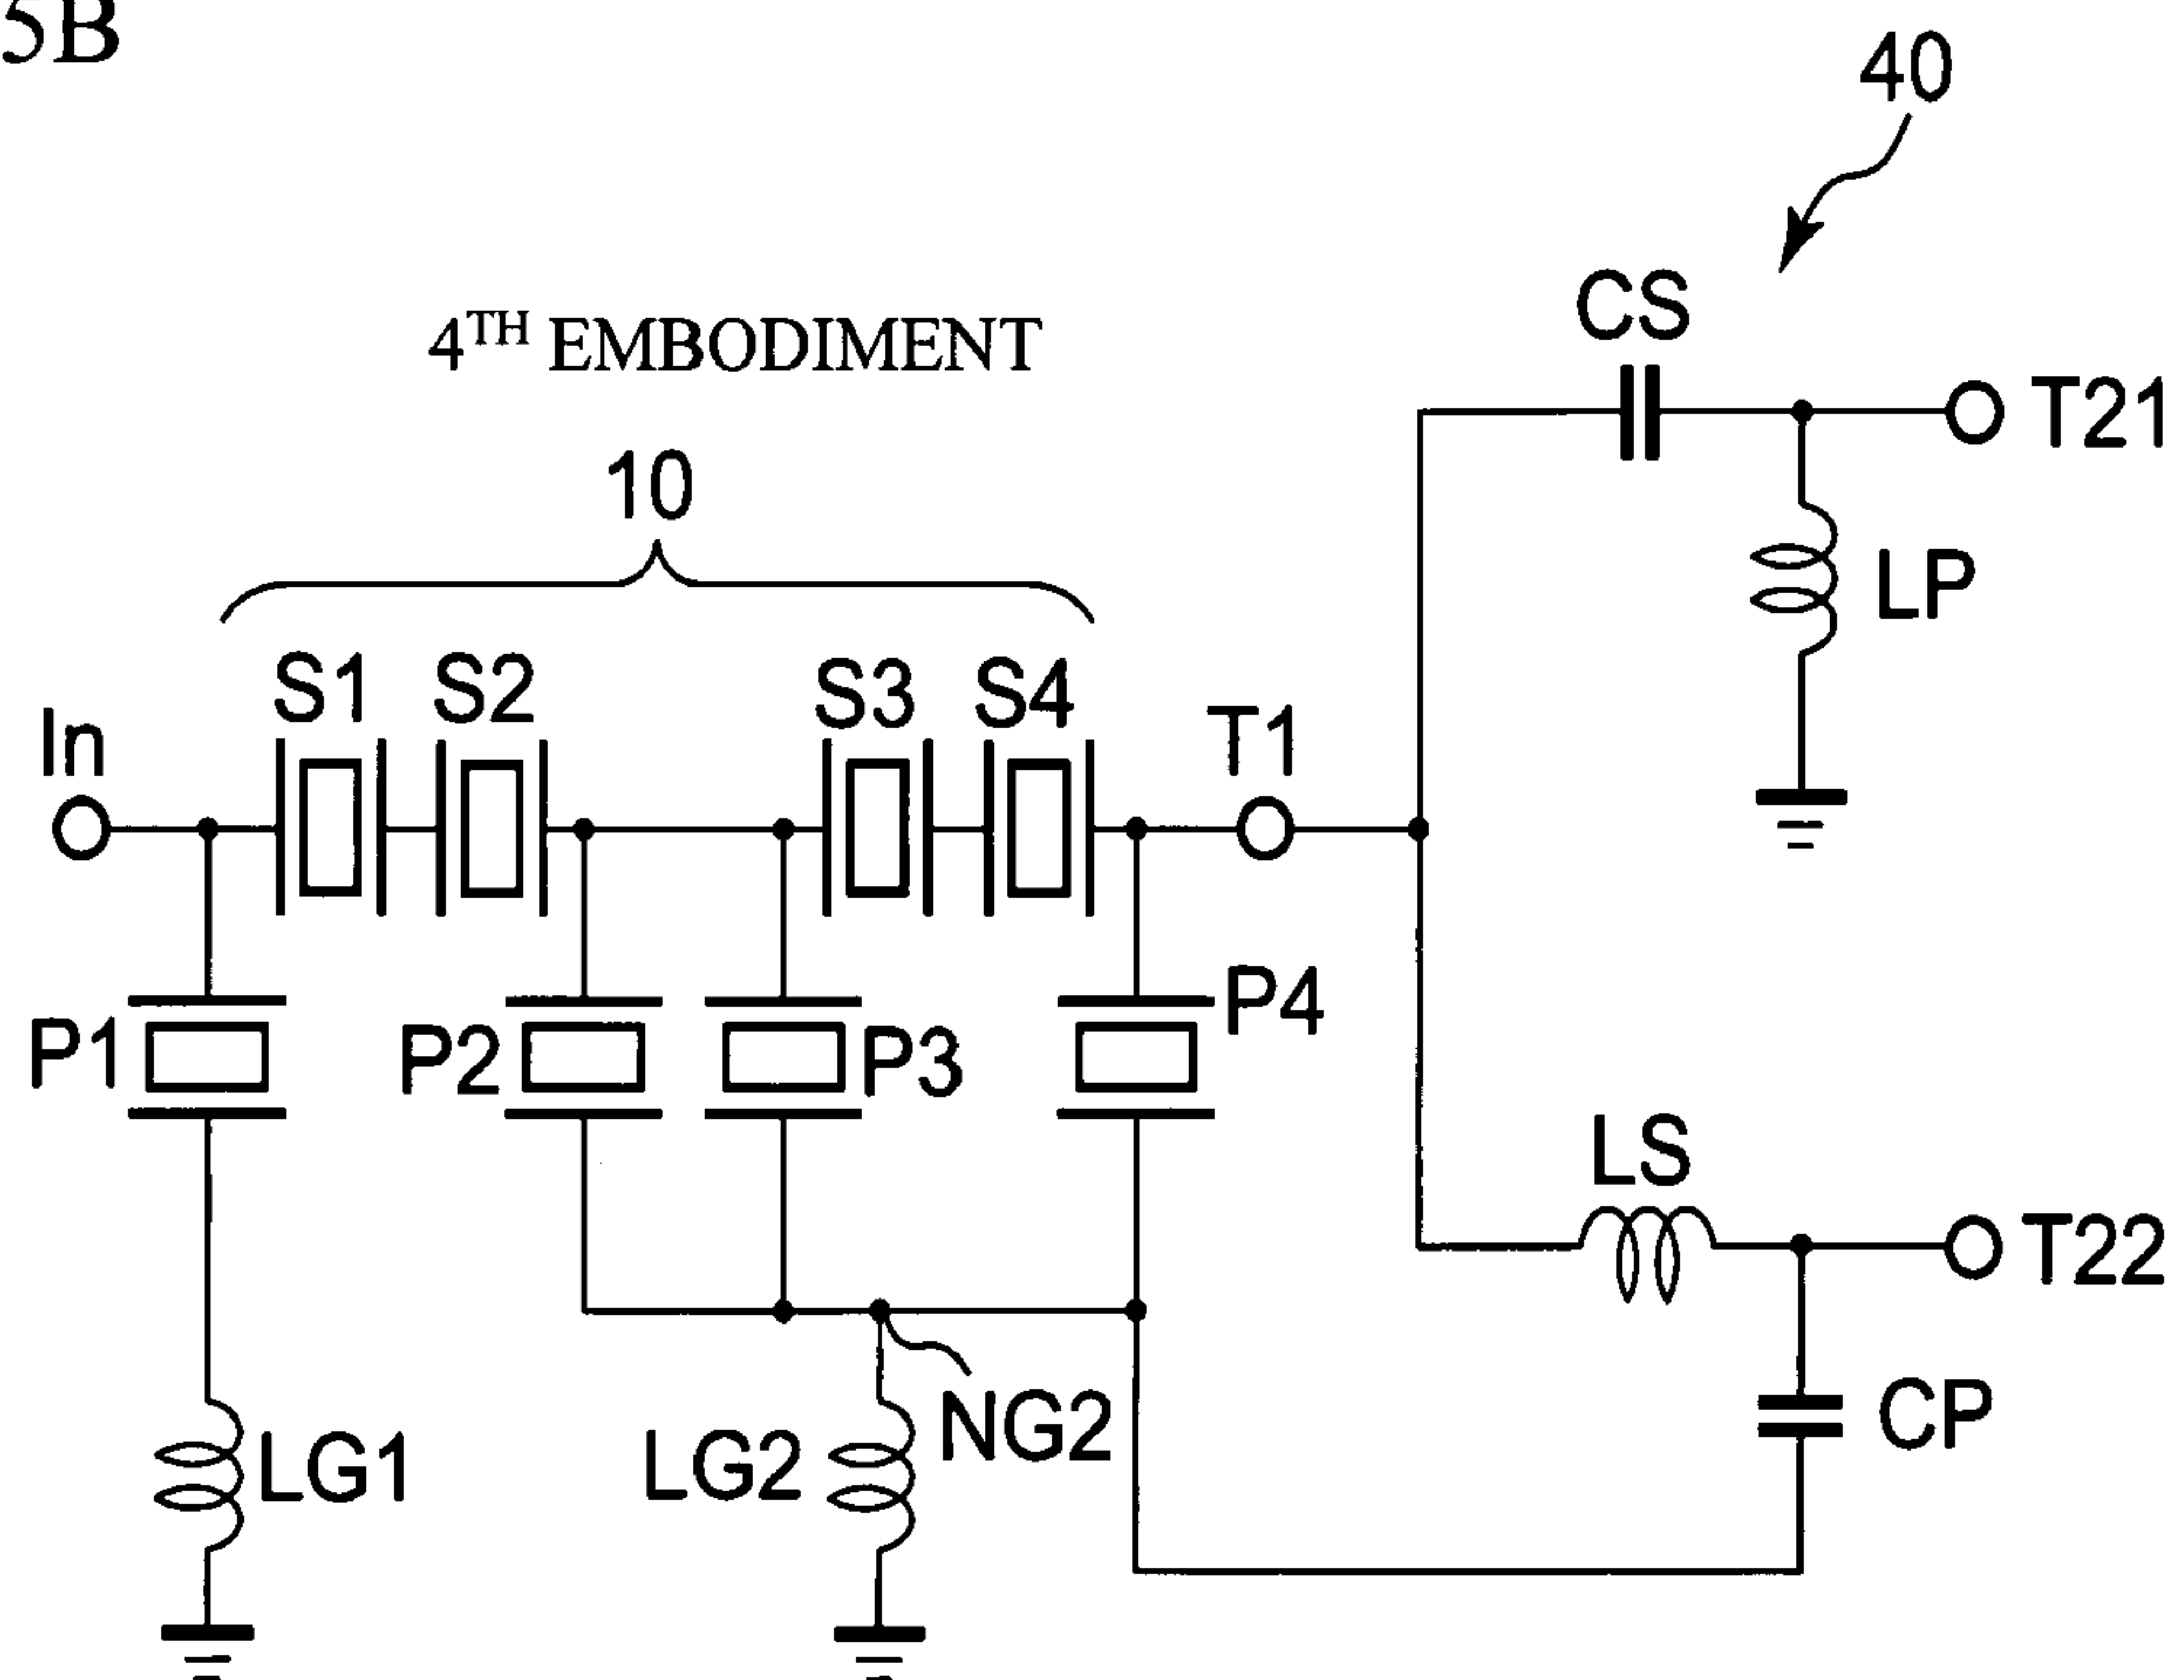 5B
40
4TH EMBODIMENT
CS
T21
10
LP
S1 S2 S3 S4
In
T1
P1 P2 P3 P4
LS
T22
NG2
CP
LG1 LG2